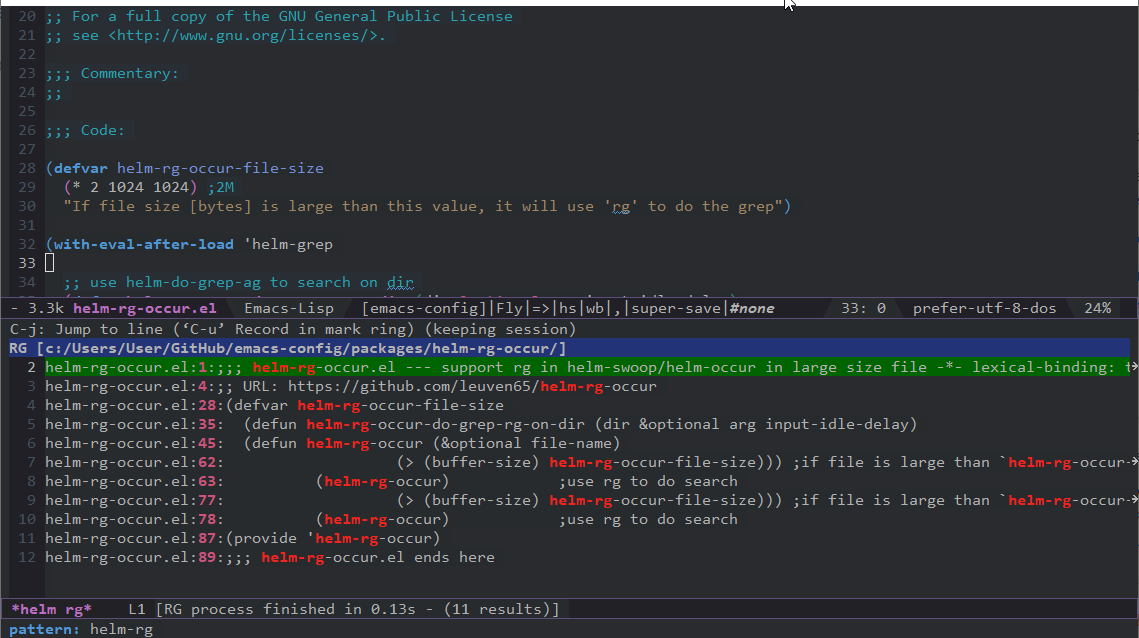 20 ;; For a full copy of the GNU General Public License
21 ;; see <http://www.gnu.org/licenses/>.
22
23 ;;; Commentary:
24 ;;
25
26 ;;; Code:
27
28 (defvar helm-rg-occur-file-size
29   (* 2 1024 1024) ;2M
30   "If file size [bytes] is large than this value, it will use 'rg' to do the grep")
31
32 (with-eval-after-load 'helm-grep
33
34   ;; use helm-do-grep-ag to search on dir
- 3.3k helm-rg-occur.el   Emacs-Lisp   [emacs-config]|Fly|=>|hs|wb|,|super-save|#none   33: 0   prefer-utf-8-dos   24%
C-j: Jump to line (‘C-u’ Record in mark ring) (keeping session)
RG [c:/Users/User/GitHub/emacs-config/packages/helm-rg-occur/]
2 helm-rg-occur.el:1:;;; helm-rg-occur.el --- support rg in helm-swoop/helm-occur in large size file -*- lexical-binding: t
3 helm-rg-occur.el:4:;; URL: https://github.com/leuven65/helm-rg-occur
4 helm-rg-occur.el:28:(defvar helm-rg-occur-file-size
5 helm-rg-occur.el:35:  (defun helm-rg-occur-do-grep-rg-on-dir (dir &optional arg input-idle-delay)
6 helm-rg-occur.el:45:  (defun helm-rg-occur (&optional file-name)
7 helm-rg-occur.el:62:                   (> (buffer-size) helm-rg-occur-file-size))) ;if file is large than `helm-rg-occur-
8 helm-rg-occur.el:63:          (helm-rg-occur)            ;use rg to do search
9 helm-rg-occur.el:77:                   (> (buffer-size) helm-rg-occur-file-size))) ;if file is large than `helm-rg-occur-
10 helm-rg-occur.el:78:          (helm-rg-occur)            ;use rg to do search
11 helm-rg-occur.el:87:(provide 'helm-rg-occur)
12 helm-rg-occur.el:89:;;; helm-rg-occur.el ends here
*helm rg*    L1 [RG process finished in 0.13s - (11 results)]
pattern: helm-rg